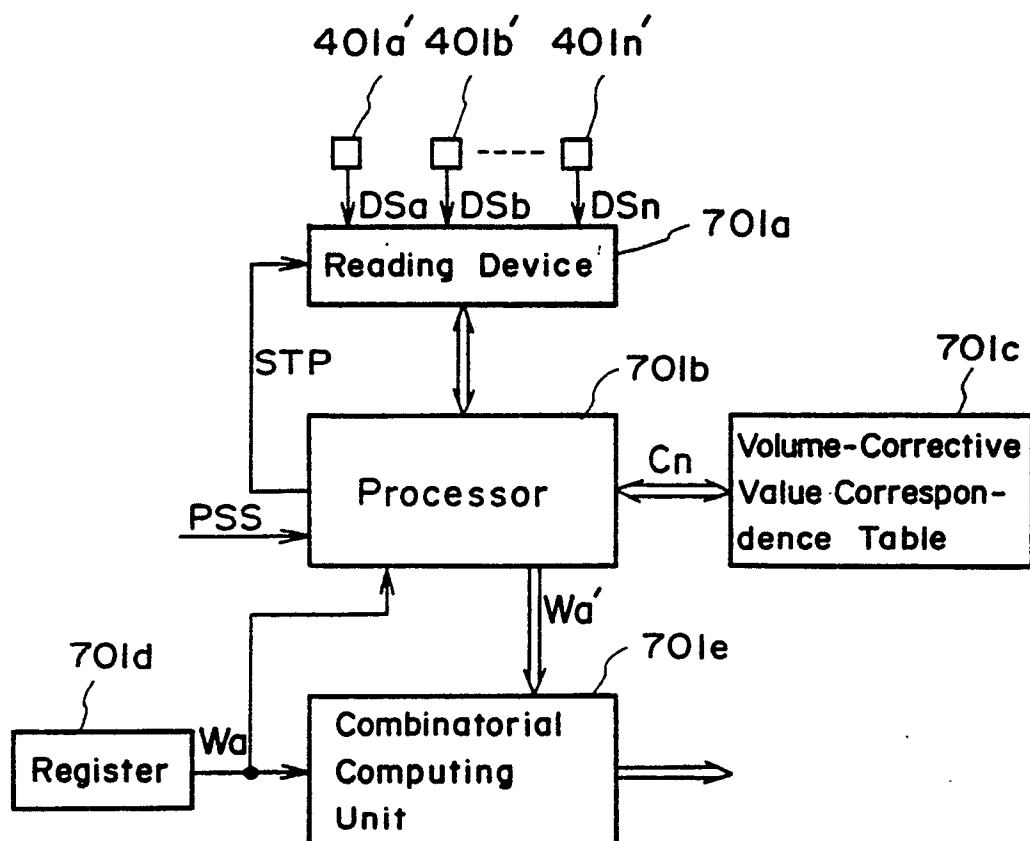 401a′ 401b′ 401n′
DSa DSb DSn
701a
Reading Device
STP
701b
701c
Processor
Cn
Volume-Corrective
Value Correspon-
dence Table
PSS
Wa′
701d
701e
Wa
Register
Combinatorial
Computing
Unit